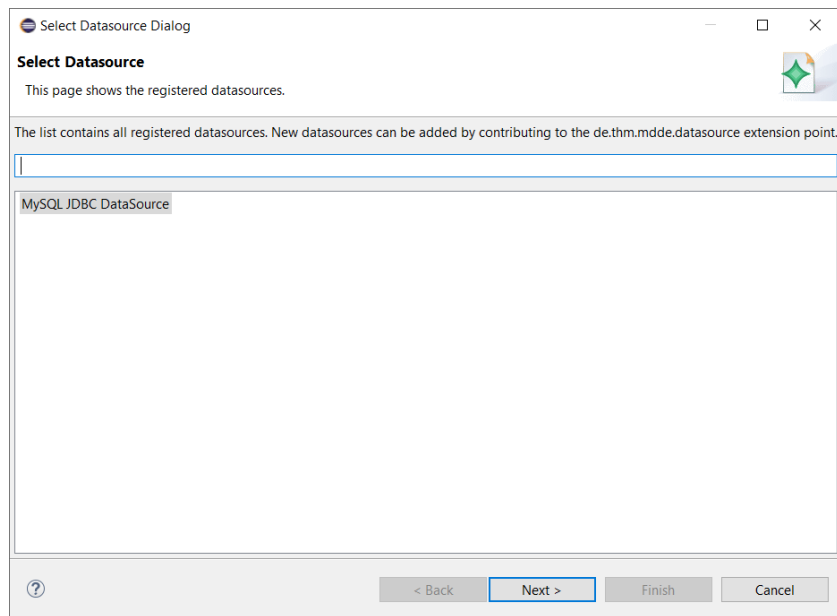 Select Datasource Dialog
Select Datasource
This page shows the registered datasources.
The list contains all registered datasources. New datasources can be added by contributing to the de.thm.mdde.datasource extension point.
MySQL JDBC DataSource
?
< Back Next > Finish Cancel